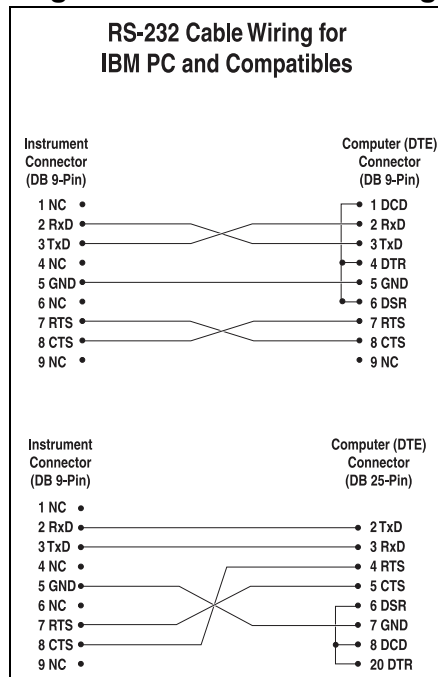 RS-232 Cable Wiring for
IBM PC and Compatibles
Instrument
Connector
(DB 9-Pin)
Computer (DTE)
Connector
(DB 9-Pin)
1 NC
1 DCD
2 RxD
2 RxD
3 TxD
3 TxD
4 NC
4 DTR
5 GND
5 GND
6 NC
6 DSR
7 RTS
7 RTS
8 CTS
8 CTS
9 NC
9 NC
Instrument
Connector
(DB 9-Pin)
Computer (DTE)
Connector
(DB 25-Pin)
1 NC
2 RxD
2 TxD
3 TxD
3 RxD
4 NC
4 RTS
5 GND
5 CTS
6 NC
6 DSR
7 RTS
7 GND
8 CTS
8 DCD
9 NC
20 DTR